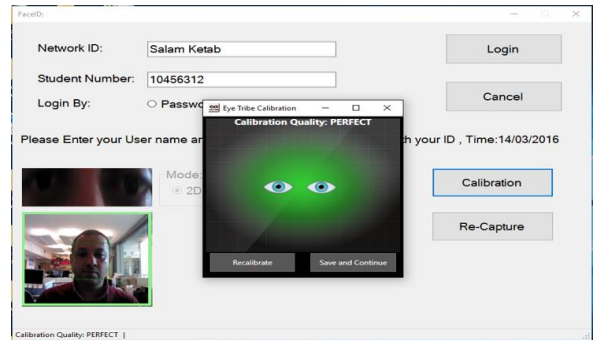 FaceID:
Network ID: Salam Ketab Login
Student Number: 10456312
Cancel
Login By: Passwo
Eye Tribe Calibration
Calibration Quality: PERFECT
Please Enter your User name an h your ID , Time:14/03/2016
Mode:
2D
Calibration
Re-Capture
Recalibrate Save and Continue
Calibration Quality: PERFECT |